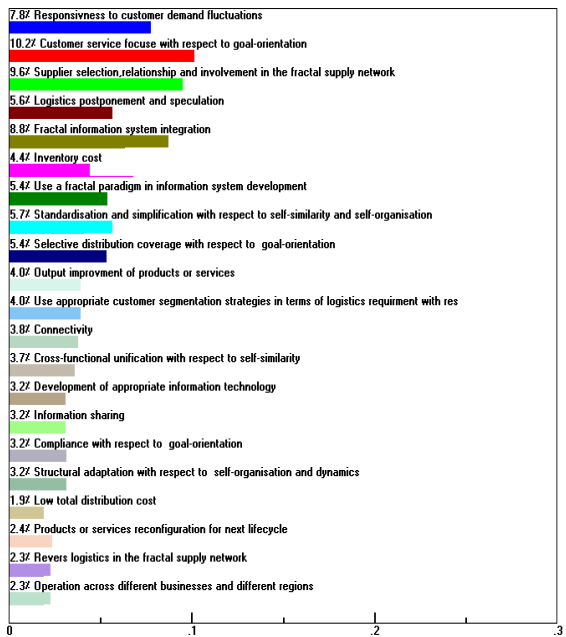 7.8% Responsivness to customer demand fluctuations
10.2% Customer service focuse with respect to goal-orientation
9.6% Supplier selection,relationship and involvement in the fractal supply network
5.6% Logistics postponement and speculation
8.8% Fractal information system integration
4.4% Inventory cost
5.4% Use a fractal paradigm in information system development
5.7% Standardisation and simplification with respect to self-similarity and self-organisation
5.4% Selective distribution coverage with respect to  goal-orientation
4.0% Output improvment of products or services
4.0% Use appropriate customer segmentation strategies in terms of logistics requirment with res
3.8% Connectivity
3.7% Cross-functional unification with respect to self-similarity
3.2% Development of appropriate information technology
3.2% Information sharing
3.2% Compliance with respect to  goal-orientation
3.2% Structural adaptation with respect to  self-organisation and dynamics
1.9% Low total distribution cost
2.4% Products or services reconfiguration for next lifecycle
2.3% Revers logistics in the fractal supply network
2.3% Operation across different businesses and different regions
0 .1 .2 .3